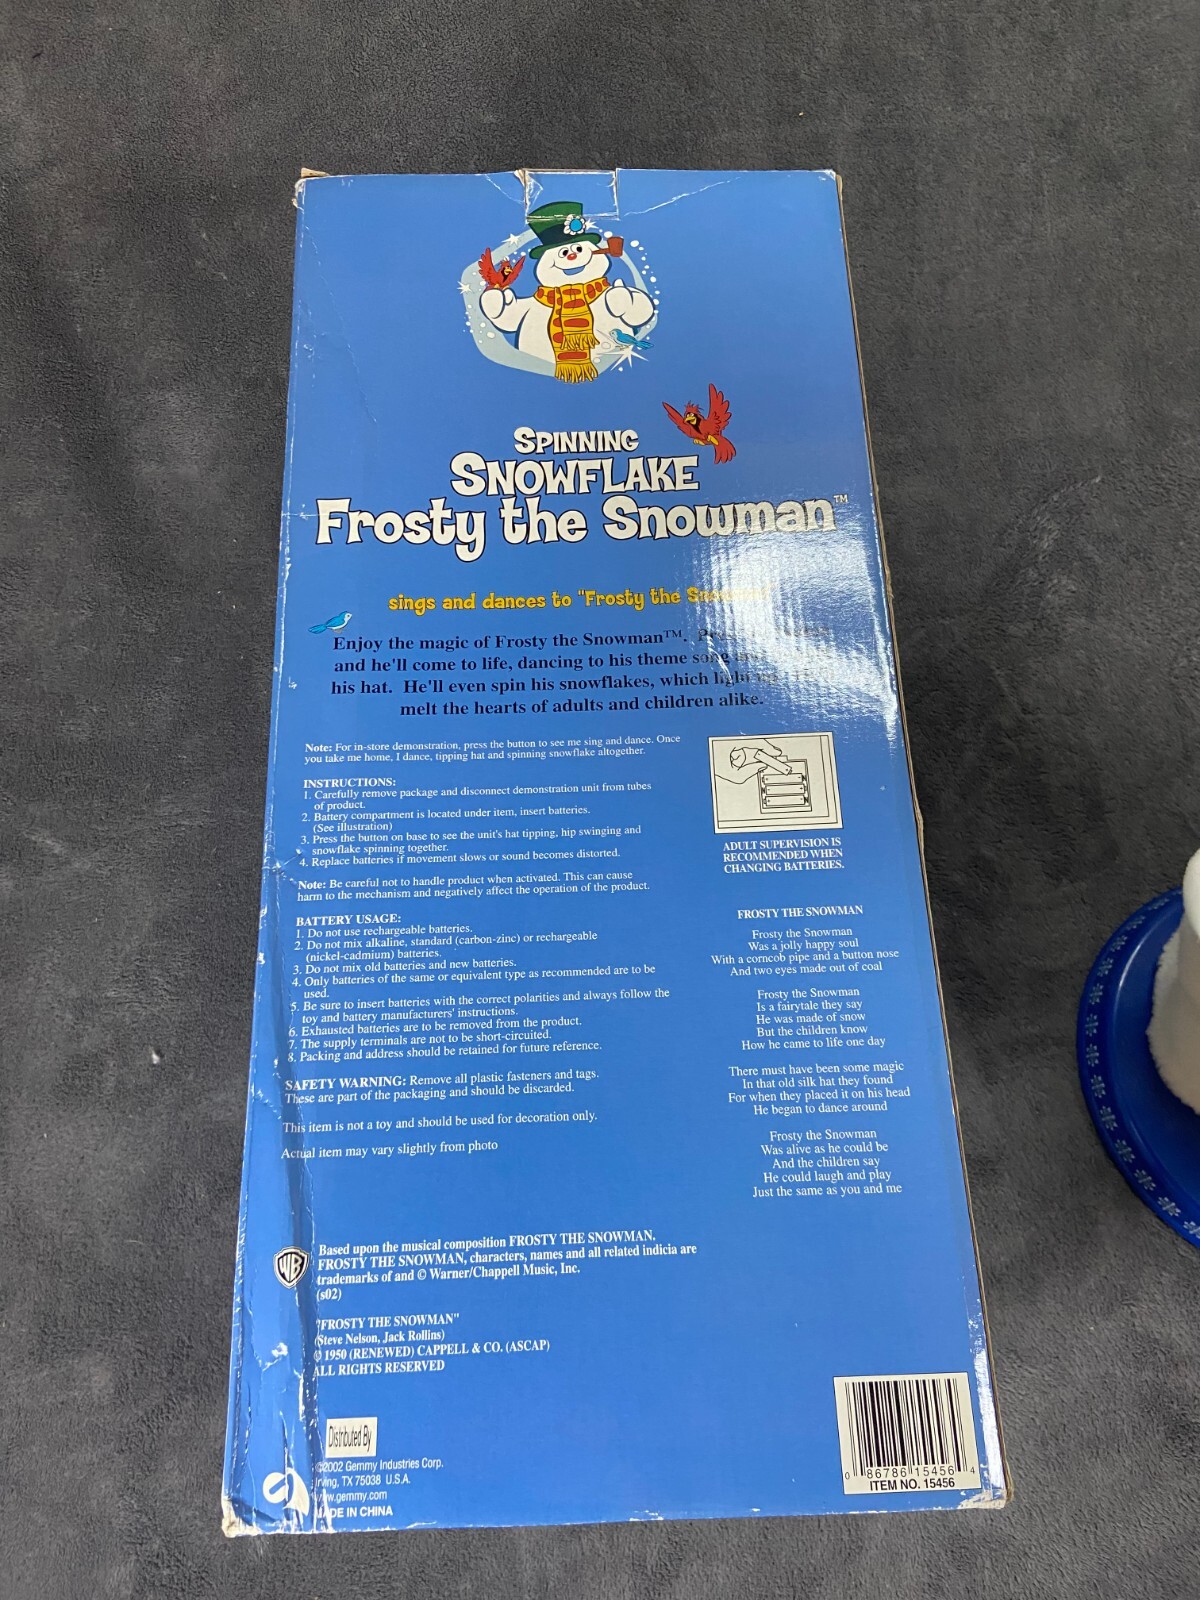 SPINNING
SNOWFLAKE
Frosty the Snowman™
sings and dances to "Frosty the
Enjoy the magic of Frosty the Snowman™.
and he'll come to life, dancing to his theme song
his hat. He'll even spin his snowflakes, which light
melt the hearts of adults and children alike.
Note: For in-store demonstration, press the button to see me sing and dance. Once
you take me home, I dance, tipping hat and spinning snowflake altogether.
INSTRUCTIONS:
1. Carefully remove package and disconnect demonstration unit from tubes
of product.
2. Battery compartment is located under item, insert batteries.
(See illustration)
3. Press the button on base to see the unit's hat tipping, hip swinging and
snowflake spinning together.
4. Replace batteries if movement slows or sound becomes distorted.
Note: Be careful not to handle product when activated. This can cause
harm to the mechanism and negatively affect the operation of the product.
BATTERY USAGE:
1. Do not use rechargeable batteries.
2. Do not mix alkaline, standard (carbon-zinc) or rechargeable
(nickel-cadmium) batteries.
3. Do not mix old batteries and new batteries.
4. Only batteries of the same or equivalent type as recommended are to be
used.
5. Be sure to insert batteries with the correct polarities and always follow the
toy and battery manufacturers' instructions.
6. Exhausted batteries are to be removed from the product.
7. The supply terminals are not to be short-circuited.
8. Packing and address should be retained for future reference.
SAFETY WARNING: Remove all plastic fasteners and tags.
These are part of the packaging and should be discarded.
This item is not a toy and should be used for decoration only.
Actual item may vary slightly from photo
ADULT SUPERVISION IS
RECOMMENDED WHEN
CHANGING BATTERIES.
FROSTY THE SNOWMAN
Frosty the Snowman
Was a jolly happy soul
With a corncob pipe and a button nose
And two eyes made out of coal
Frosty the Snowman
Is a fairytale they say
He was made of snow
But the children know
How he came to life one day
There must have been some magic
In that old silk hat they found
For when they placed it on his head
He began to dance around
Frosty the Snowman
Was alive as he could be
And the children say
He could laugh and play
Just the same as you and me
WB
Based upon the musical composition FROSTY THE SNOWMAN.
FROSTY THE SNOWMAN, characters, names and all related indicia are
trademarks of and © Warner/Chappell Music, Inc.
(s02)
"FROSTY THE SNOWMAN"
(Steve Nelson, Jack Rollins)
© 1950 (RENEWED) CAPPELL & CO. (ASCAP)
ALL RIGHTS RESERVED
Distributed By
©2002 Gemmy Industries Corp.
Irving, TX 75038 U.S.A.
www.gemmy.com
MADE IN CHINA
0 86786 15456 4
ITEM NO. 15456